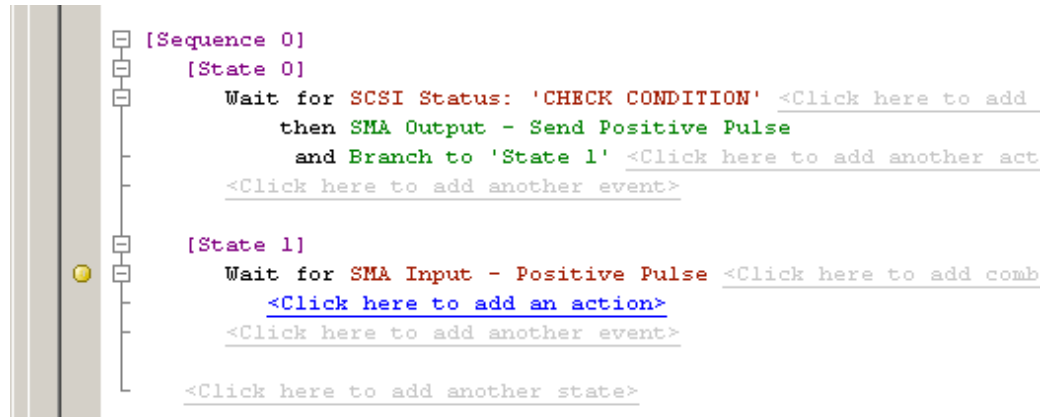 [Sequence 0]
[State 0]
Wait for SCSI Status: 'CHECK CONDITION' <Click here to add
then SMA Output - Send Positive Pulse
and Branch to 'State 1' <Click here to add another act
<Click here to add another event>
[State 1]
Wait for SMA Input - Positive Pulse <Click here to add comb
<Click here to add an action>
<Click here to add another event>
<Click here to add another state>